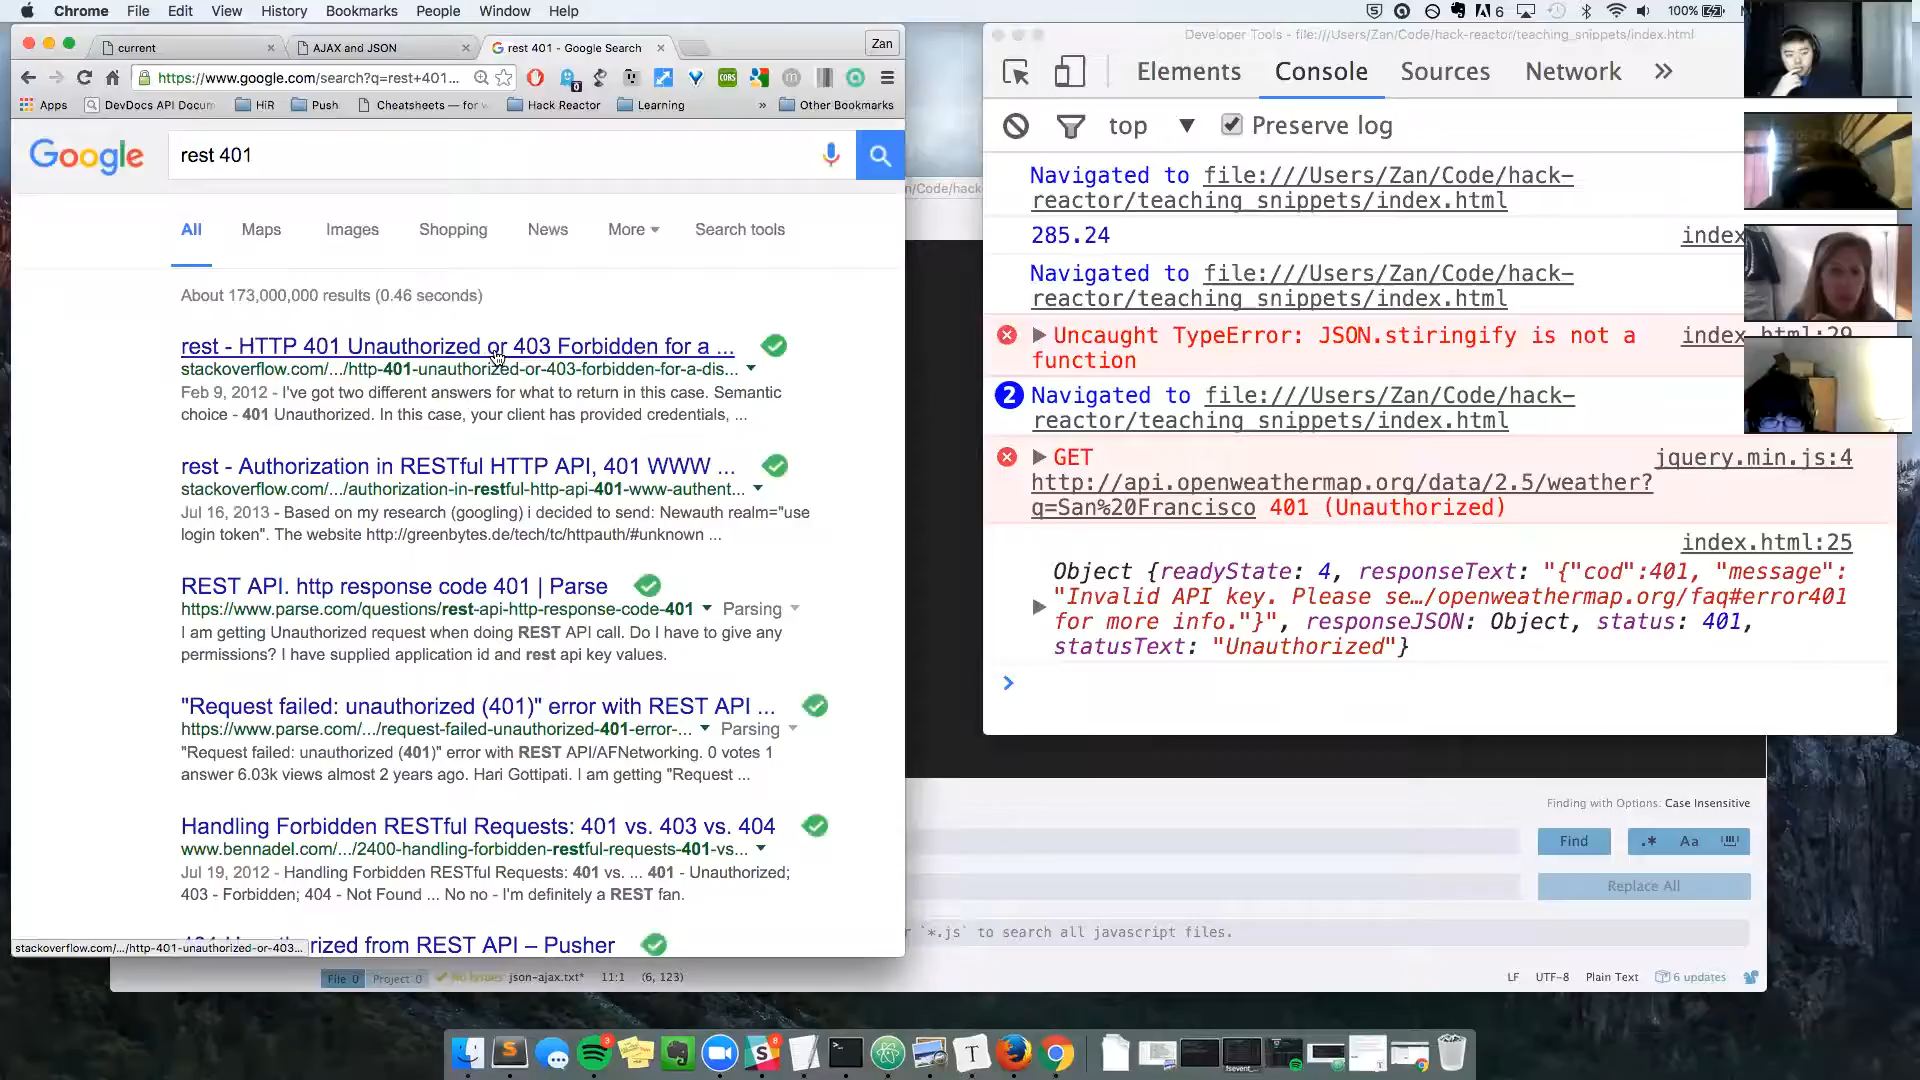 Chrome File Edit View History Bookmarks People Window Help
6 100%
current
AJAX and JSON
rest 401 - Google Search
Zan
https://www.google.com/search?q=rest+401...
Apps DevDocs API Docum HiR Push Cheatsheets — for Hack Reactor Learning » Other Bookmarks
Google
rest 401
All Maps Images Shopping News More Search tools
About 173,000,000 results (0.46 seconds)
rest - HTTP 401 Unauthorized or 403 Forbidden for a ...
stackoverflow.com/.../http-401-unauthorized-or-403-forbidden-for-a-dis...
Feb 9, 2012 - I've got two different answers for what to return in this case. Semantic
choice - 401 Unauthorized. In this case, your client has provided credentials, ...
rest - Authorization in RESTful HTTP API, 401 WWW ...
stackoverflow.com/.../authorization-in-restful-http-api-401-www-authent...
Jul 16, 2013 - Based on my research (googling) i decided to send: Newauth realm="use
login token". The website http://greenbytes.de/tech/tc/httpauth/#unknown ...
REST API. http response code 401 | Parse
https://www.parse.com/questions/rest-api-http-response-code-401 Parsing
I am getting Unauthorized request when doing REST API call. Do I have to give any
permissions? I have supplied application id and rest api key values.
"Request failed: unauthorized (401)" error with REST API ...
https://www.parse.com/.../request-failed-unauthorized-401-error-... Parsing
"Request failed: unauthorized (401)" error with REST API/AFNetworking. 0 votes 1
answer 6.03k views almost 2 years ago. Hari Gottipati. I am getting "Request ...
Handling Forbidden RESTful Requests: 401 vs. 403 vs. 404
www.bennadel.com/.../2400-handling-forbidden-restful-requests-401-vs...
Jul 19, 2012 - Handling Forbidden RESTful Requests: 401 vs. ... 401 - Unauthorized;
403 - Forbidden; 404 - Not Found ... No no - I'm definitely a REST fan.
rized from REST API – Pusher
stackoverflow.com/.../http-401-unauthorized-or-403...
Developer Tools - file:///Users/Zan/Code/hack-reactor/teaching_snippets/index.html
Elements Console Sources Network »
top Preserve log
Navigated to file:///Users/Zan/Code/hack-
reactor/teaching_snippets/index.html
285.24 index
Navigated to file:///Users/Zan/Code/hack-
reactor/teaching_snippets/index.html
Uncaught TypeError: JSON.stiringify is not a index.html:29
function
2 Navigated to file:///Users/Zan/Code/hack-
reactor/teaching_snippets/index.html
GET jquery.min.js:4
http://api.openweathermap.org/data/2.5/weather?
q=San%20Francisco 401 (Unauthorized)
index.html:25
Object {readyState: 4, responseText: "{"cod":401, "message":
"Invalid API key. Please se…/openweathermap.org/faq#error401
for more info."}", responseJSON: Object, status: 401,
statusText: "Unauthorized"}
Finding with Options: Case Insensitive
Find .* Aa
Replace All
`*.js` to search all javascript files.
File 0 Project 0 No Issues json-ajax.txt* 11:1 (6, 123) LF UTF-8 Plain Text 6 updates